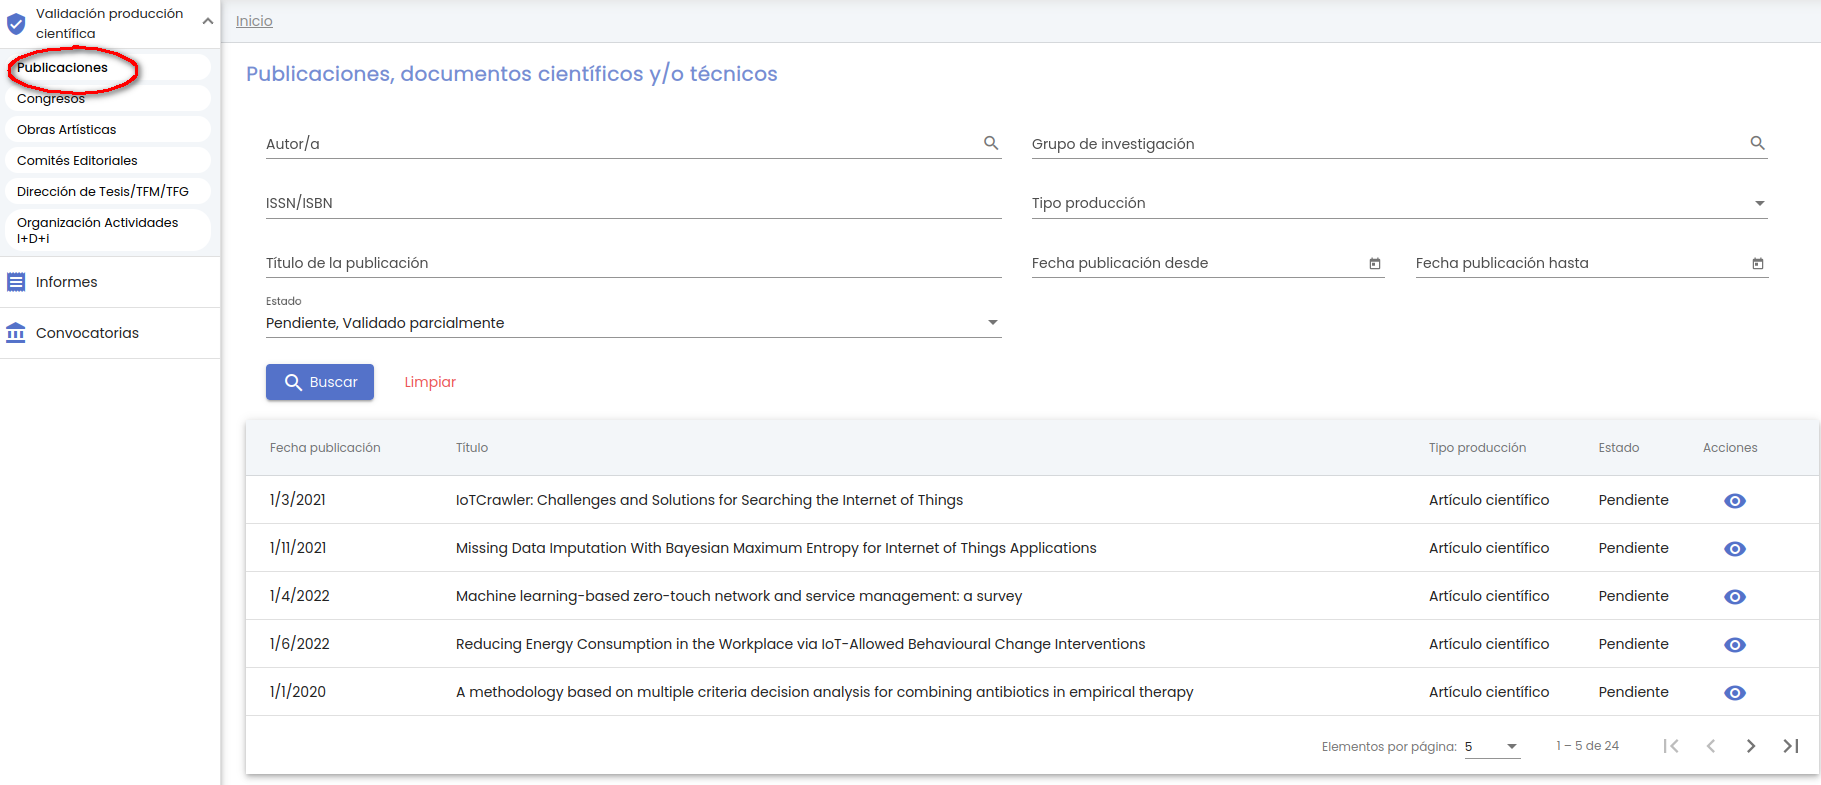 Validación producción
científica
Publicaciones
Congresos
Obras Artísticas
Comités Editoriales
Dirección de Tesis/TFM/TFG
Organización Actividades
I+D+i
Informes
Convocatorias
Inicio
Publicaciones, documentos científicos y/o técnicos
Autor/a
Grupo de investigación
ISSN/ISBN
Tipo producción
Título de la publicación
Fecha publicación desde
Fecha publicación hasta
Estado
Pendiente, Validado parcialmente
Buscar
Limpiar
Fecha publicación Título Tipo producción Estado Acciones
1/3/2021 IoTCrawler: Challenges and Solutions for Searching the Internet of Things Artículo científico Pendiente
1/11/2021 Missing Data Imputation With Bayesian Maximum Entropy for Internet of Things Applications Artículo científico Pendiente
1/4/2022 Machine learning-based zero-touch network and service management: a survey Artículo científico Pendiente
1/6/2022 Reducing Energy Consumption in the Workplace via IoT-Allowed Behavioural Change Interventions Artículo científico Pendiente
1/1/2020 A methodology based on multiple criteria decision analysis for combining antibiotics in empirical therapy Artículo científico Pendiente
Elementos por página: 5 1 – 5 de 24